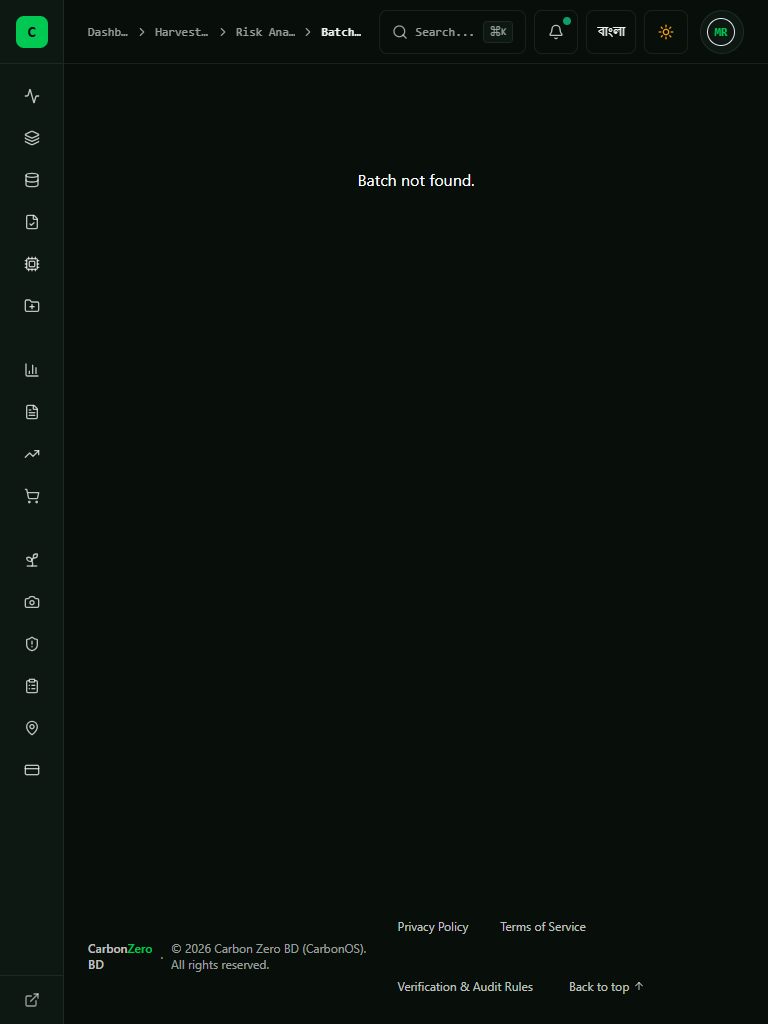 C
Dashb… > Harvest… > Risk Ana… > Batch…
Search... ⌘K
বাংলা
MR
Batch not found.
Privacy Policy
Terms of Service
CarbonZero BD
·
© 2026 Carbon Zero BD (CarbonOS).
All rights reserved.
Verification & Audit Rules
Back to top ↑